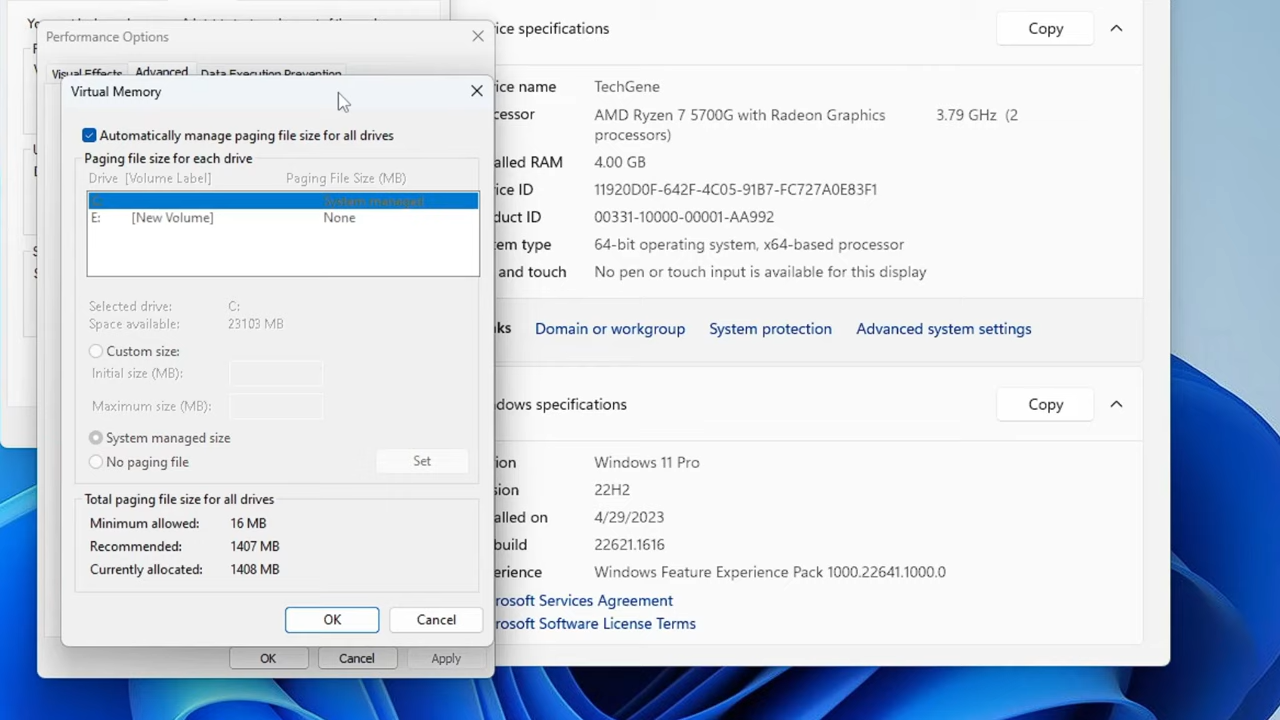 Performance Options
Visual Effects Advanced Data Execution Prevention
Virtual Memory
Automatically manage paging file size for all drives
Paging file size for each drive
Drive [Volume Label] Paging File Size (MB)
System managed
E: [New Volume] None
Selected drive: C:
Space available: 23103 MB
Custom size:
Initial size (MB):
Maximum size (MB):
System managed size
No paging file Set
Total paging file size for all drives
Minimum allowed: 16 MB
Recommended: 1407 MB
Currently allocated: 1408 MB
OK Cancel
OK Cancel Apply
ice specifications Copy
ice name TechGene
essor AMD Ryzen 7 5700G with Radeon Graphics 3.79 GHz (2
processors)
alled RAM 4.00 GB
ice ID 11920D0F-642F-4C05-91B7-FC727A0E83F1
duct ID 00331-10000-00001-AA992
em type 64-bit operating system, x64-based processor
and touch No pen or touch input is available for this display
ks Domain or workgroup System protection Advanced system settings
dows specifications Copy
ion Windows 11 Pro
sion 22H2
alled on 4/29/2023
build 22621.1616
erience Windows Feature Experience Pack 1000.22641.1000.0
rosoft Services Agreement
rosoft Software License Terms